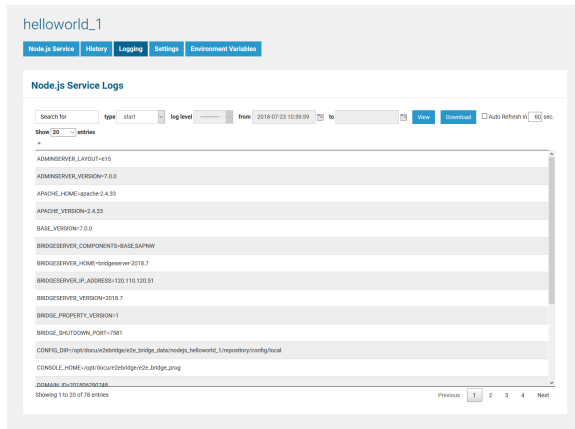 helloworld_1
Node.js Service History Logging Settings Environment Variables
Node.js Service Logs
Search for type start log level from 2018-07-23 10:59:59 to View Download Auto Refresh in 60 sec.
Show 20 entries
ADMINSERVER_LAYOUT=e15
ADMINSERVER_VERSION=7.0.0
APACHE_HOME=apache-2.4.33
APACHE_VERSION=2.4.33
BASE_VERSION=7.0.0
BRIDGESERVER_COMPONENTS=BASE,SAPNW
BRIDGESERVER_HOME=bridgeserver-2018.7
BRIDGESERVER_IP_ADDRESS=120.110.120.51
BRIDGESERVER_VERSION=2018.7
BRIDGE_PROPERTY_VERSION=1
BRIDGE_SHUTDOWN_PORT=7581
CONFIG_DIR=/opt/docu/e2ebridge/e2e_bridge_data/nodejs_helloworld_1/repository/config/local
CONSOLE_HOME=/opt/docu/e2ebridge/e2e_bridge_prog
DOMAIN_ID=201806290748
Showing 1 to 20 of 78 entries Previous 1 2 3 4 Next